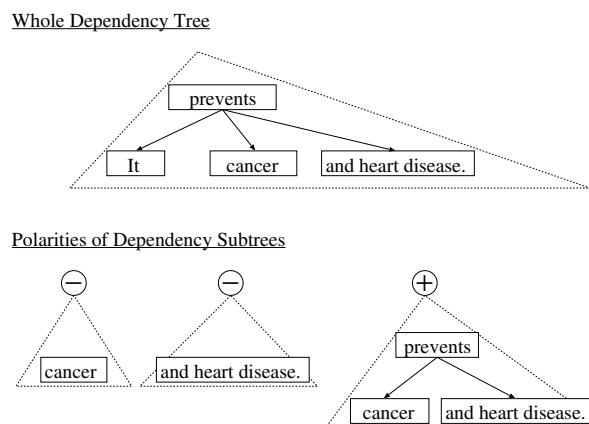 Whole Dependency Tree
prevents
It cancer and heart disease.
Polarities of Dependency Subtrees
− − +
prevents
cancer and heart disease.
cancer and heart disease.